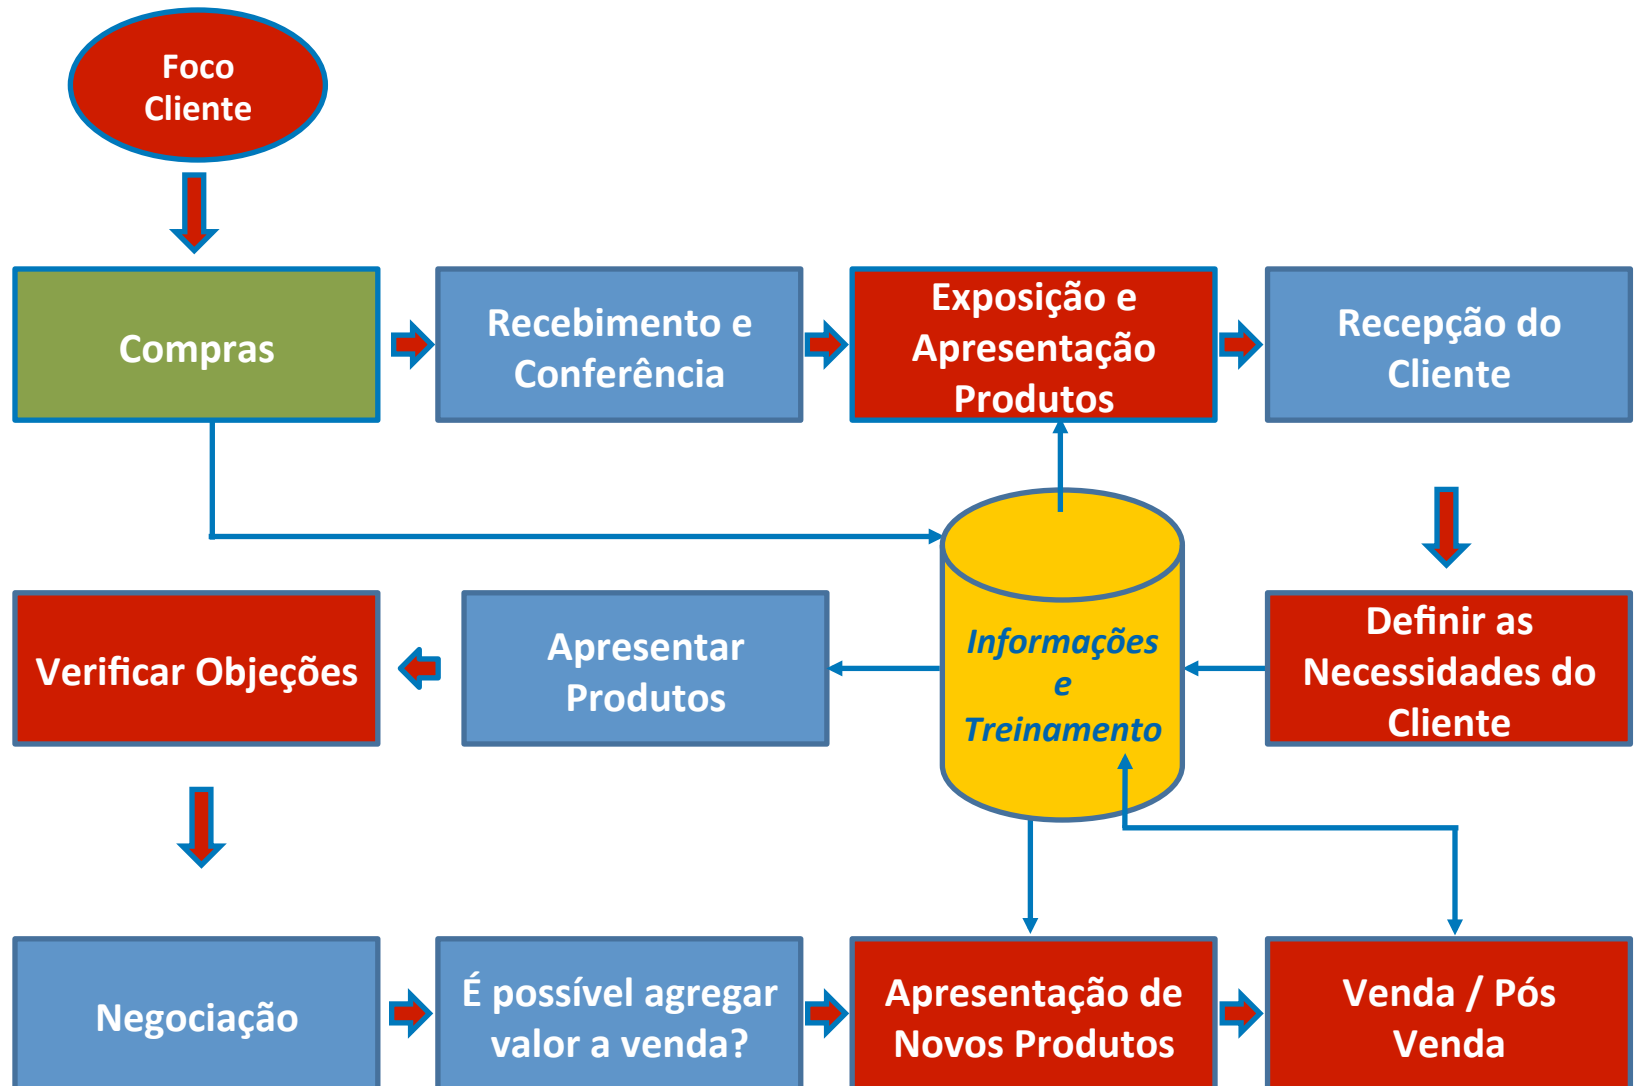 Foco
Cliente
Compras
Recebimento e
Conferência
Exposição e
Apresentação
Produtos
Recepção do
Cliente
Verificar Objeções
Apresentar
Produtos
Informações
e
Treinamento
Definir as
Necessidades do
Cliente
Negociação
É possível agregar
valor a venda?
Apresentação de
Novos Produtos
Venda / Pós
Venda